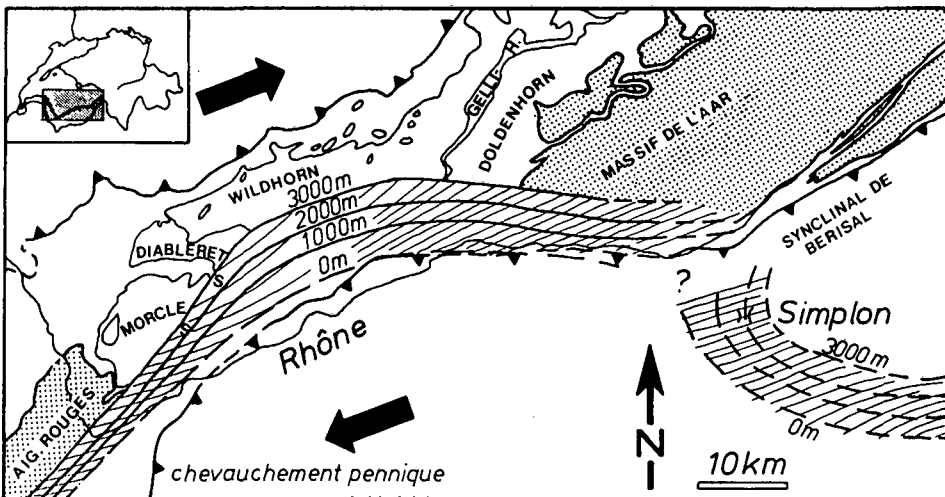 GELLI H
DOLDENHORN
MASSIF DE L'AAR
WILDHORN
3000m
2000m
1000m
0m
DIABLERET S
MORCLE S
SYNCLINAL DE
BERISAL
?
Simplon
3000m
0m
Rhône
AIG. ROUGES
N
10km
chevauchement pennique